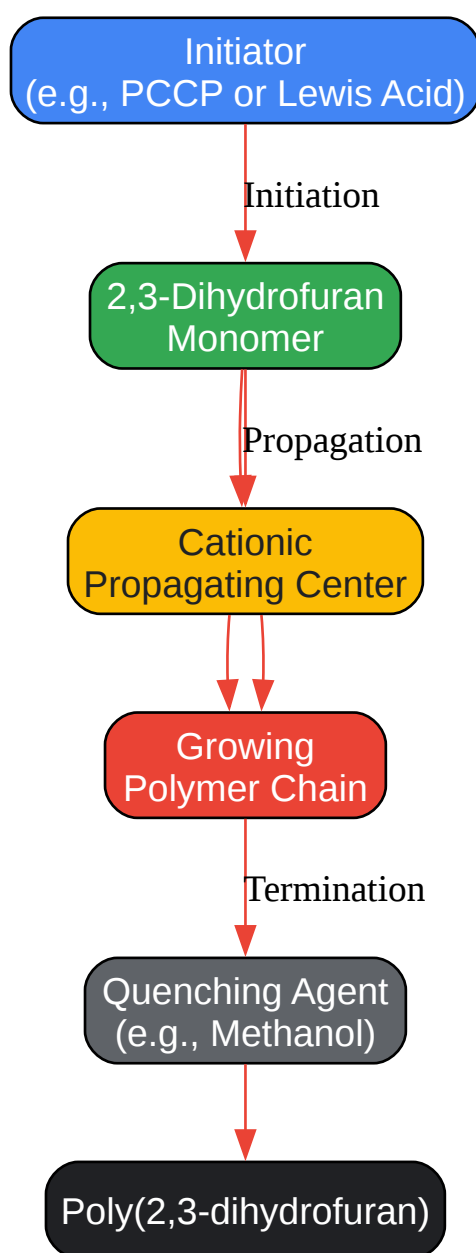 Initiator
(e.g., PCCP or Lewis Acid)
Initiation
2,3-Dihydrofuran
Monomer
Propagation
Cationic
Propagating Center
Growing
Polymer Chain
Termination
Quenching Agent
(e.g., Methanol)
Poly(2,3-dihydrofuran)